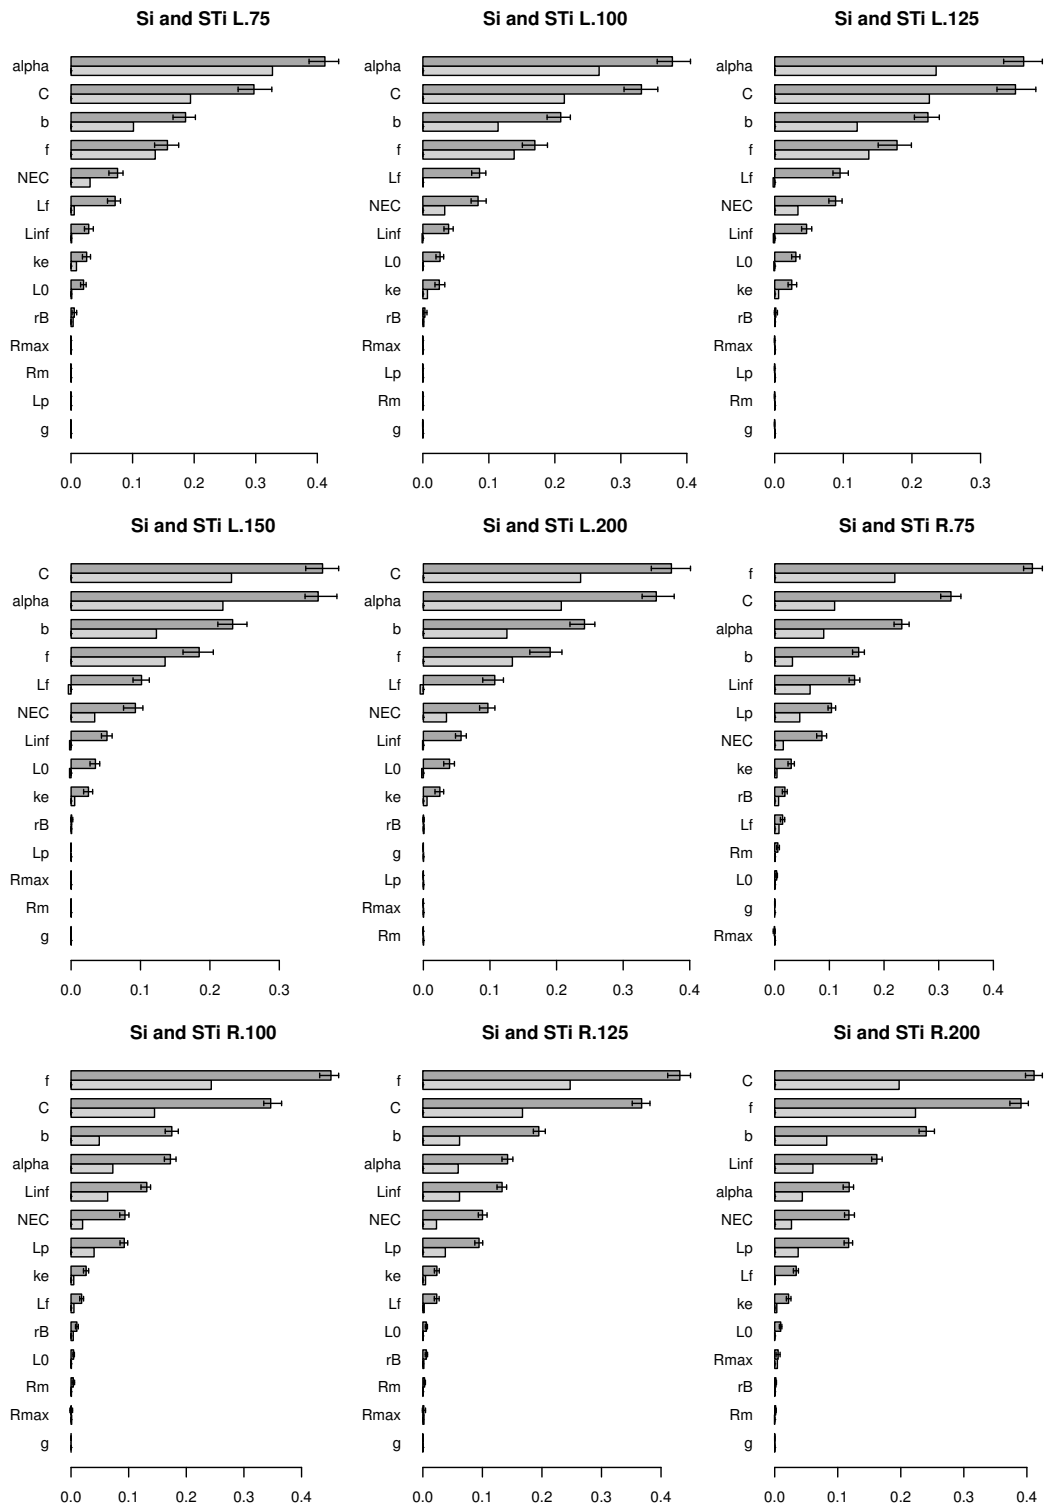 Si and STi L.75
alpha
C
b
f
NEC
Lf
Linf
ke
L0
rB
Rmax
Rm
Lp
g
0.0 0.1 0.2 0.3 0.4
Si and STi L.100
alpha
C
b
f
Lf
NEC
Linf
L0
ke
rB
Rmax
Lp
Rm
g
0.0 0.1 0.2 0.3 0.4
Si and STi L.125
alpha
C
b
f
Lf
NEC
Linf
L0
ke
rB
Rmax
Lp
Rm
g
0.0 0.1 0.2 0.3
Si and STi L.150
C
alpha
b
f
Lf
NEC
Linf
L0
ke
rB
Lp
Rmax
Rm
g
0.0 0.1 0.2 0.3
Si and STi L.200
C
alpha
b
f
Lf
NEC
Linf
L0
ke
rB
g
Lp
Rmax
Rm
0.0 0.1 0.2 0.3 0.4
Si and STi R.75
f
C
alpha
b
Linf
Lp
NEC
ke
rB
Lf
Rm
L0
g
Rmax
0.0 0.1 0.2 0.3 0.4
Si and STi R.100
f
C
b
alpha
Linf
NEC
Lp
ke
Lf
rB
L0
Rm
Rmax
g
0.0 0.1 0.2 0.3 0.4
Si and STi R.125
f
C
b
alpha
Linf
NEC
Lp
ke
Lf
L0
rB
Rm
Rmax
g
0.0 0.1 0.2 0.3 0.4
Si and STi R.200
C
f
b
Linf
alpha
NEC
Lp
Lf
ke
L0
Rmax
rB
Rm
g
0.0 0.1 0.2 0.3 0.4